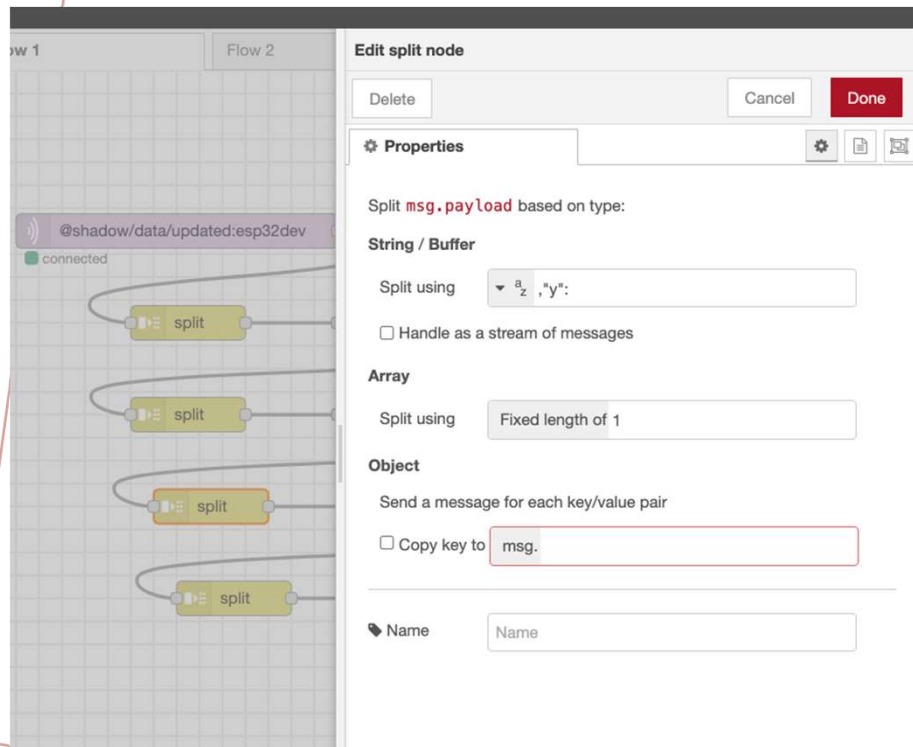 ow 1
Flow 2
Edit split node
Delete
Cancel
Done
Properties
Split msg.payload based on type:
@shadow/data/updated:esp32dev
String / Buffer
connected
Split using
a
z
,"y":
split
Handle as a stream of messages
Array
split
Split using
Fixed length of 1
Object
Send a message for each key/value pair
split
Copy key to
msg.
split
Name
Name